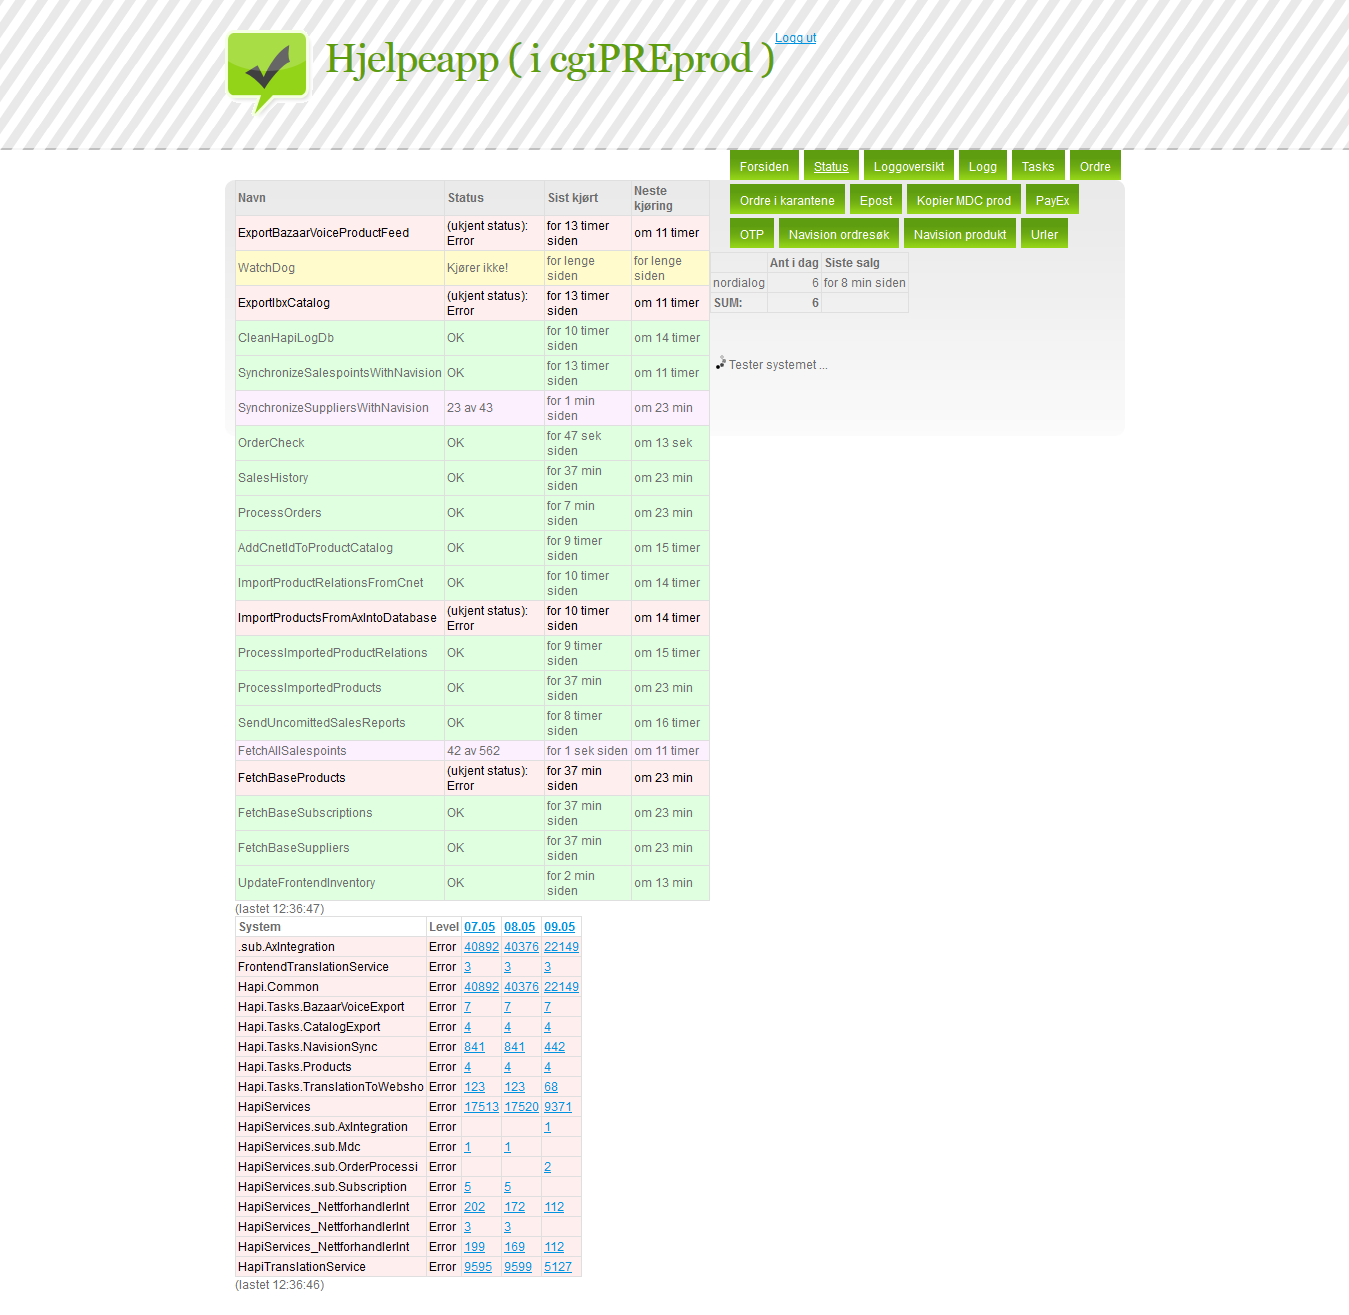 Hjelpeapp ( i cgiPREprod )
Logg ut
Forsiden Status Loggoversikt Logg Tasks Ordre
Ordre i karantene Epost Kopier MDC prod PayEx
OTP Navision ordresøk Navision produkt Urler
Navn Status Sist kjørt Neste kjøring
ExportBazaarVoiceProductFeed (ukjent status): Error for 13 timer siden om 11 timer
WatchDog Kjører ikke! for lenge siden for lenge siden
ExportIbxCatalog (ukjent status): Error for 13 timer siden om 11 timer
CleanHapiLogDb OK for 10 timer siden om 14 timer
SynchronizeSalespointsWithNavision OK for 13 timer siden om 11 timer
SynchronizeSuppliersWithNavision 23 av 43 for 1 min siden om 23 min
OrderCheck OK for 47 sek siden om 13 sek
SalesHistory OK for 37 min siden om 23 min
ProcessOrders OK for 7 min siden om 23 min
AddCnetIdToProductCatalog OK for 9 timer siden om 15 timer
ImportProductRelationsFromCnet OK for 10 timer siden om 14 timer
ImportProductsFromAxIntoDatabase (ukjent status): Error for 10 timer siden om 14 timer
ProcessImportedProductRelations OK for 9 timer siden om 15 timer
ProcessImportedProducts OK for 37 min siden om 23 min
SendUncomittedSalesReports OK for 8 timer siden om 16 timer
FetchAllSalespoints 42 av 562 for 1 sek siden om 11 timer
FetchBaseProducts (ukjent status): Error for 37 min siden om 23 min
FetchBaseSubscriptions OK for 37 min siden om 23 min
FetchBaseSuppliers OK for 37 min siden om 23 min
UpdateFrontendInventory OK for 2 min siden om 13 min
(lastet 12:36:47)
Ant i dag Siste salg
nordialog 6 for 8 min siden
SUM: 6
Tester systemet ...
System Level 07.05 08.05 09.05
.sub.AxIntegration Error 40892 40376 22149
FrontendTranslationService Error 3 3 3
Hapi.Common Error 40892 40376 22149
Hapi.Tasks.BazaarVoiceExport Error 7 7 7
Hapi.Tasks.CatalogExport Error 4 4 4
Hapi.Tasks.NavisionSync Error 841 841 442
Hapi.Tasks.Products Error 4 4 4
Hapi.Tasks.TranslationToWebsho Error 123 123 68
HapiServices Error 17513 17520 9371
HapiServices.sub.AxIntegration Error 1
HapiServices.sub.Mdc Error 1 1
HapiServices.sub.OrderProcessi Error 2
HapiServices.sub.Subscription Error 5 5
HapiServices_NettforhandlerInt Error 202 172 112
HapiServices_NettforhandlerInt Error 3 3
HapiServices_NettforhandlerInt Error 199 169 112
HapiTranslationService Error 9595 9599 5127
(lastet 12:36:46)